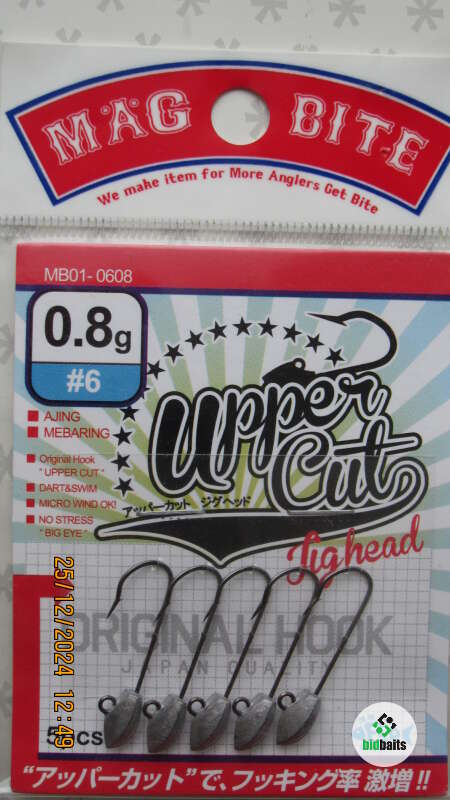 MAG BITE
We make item for More Anglers Get Bite
MB01-0608
0.8g
#6
AJING
MEBARING
Original Hook
"UPPER CUT"
DART&SWIM
MICRO WIND OK!
NO STRESS
"BIG EYE"
Upper
Cut
アッパーカット ジグヘッド
Jighead
ORIGINAL HOOK
JAPAN QUALITY
5pcs
25/12/2024 12:49
bidbaits
“アッパーカット”で、フッキング率 激増!!